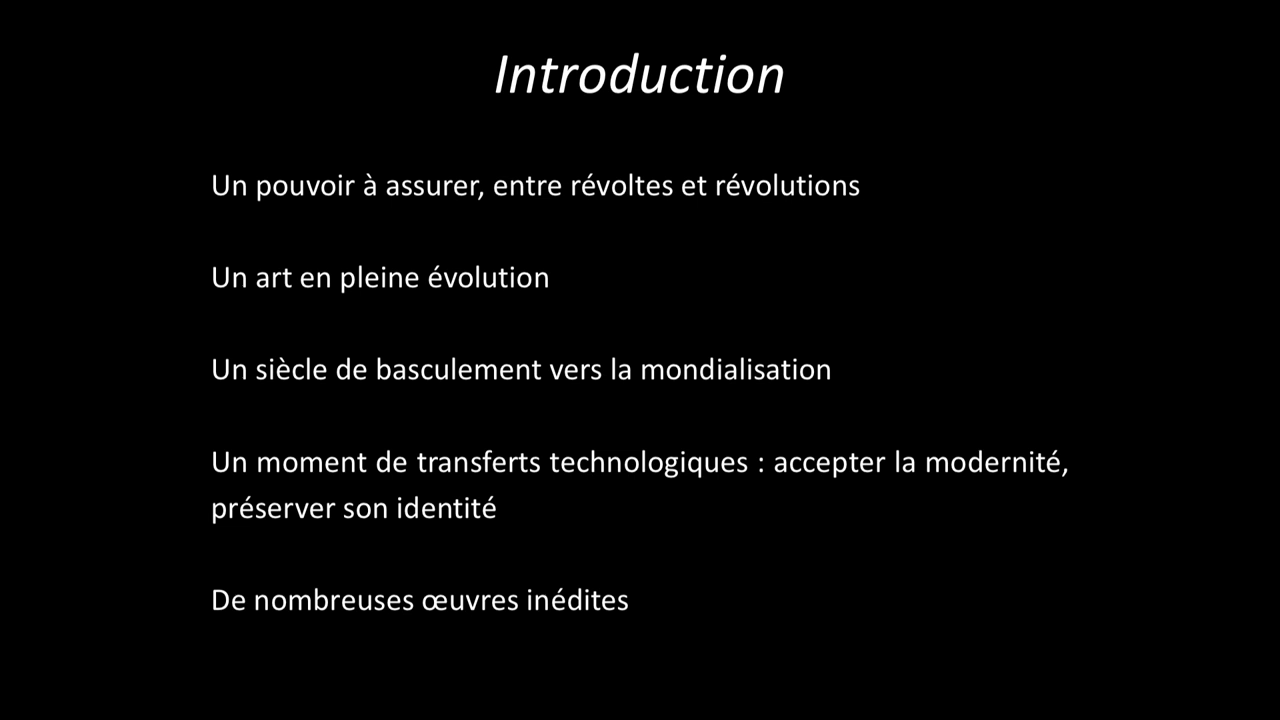 Introduction
Un pouvoir à assurer, entre révoltes et révolutions
Un art en pleine évolution
Un siècle de basculement vers la mondialisation
Un moment de transferts technologiques : accepter la modernité,
préserver son identité
De nombreuses œuvres inédites